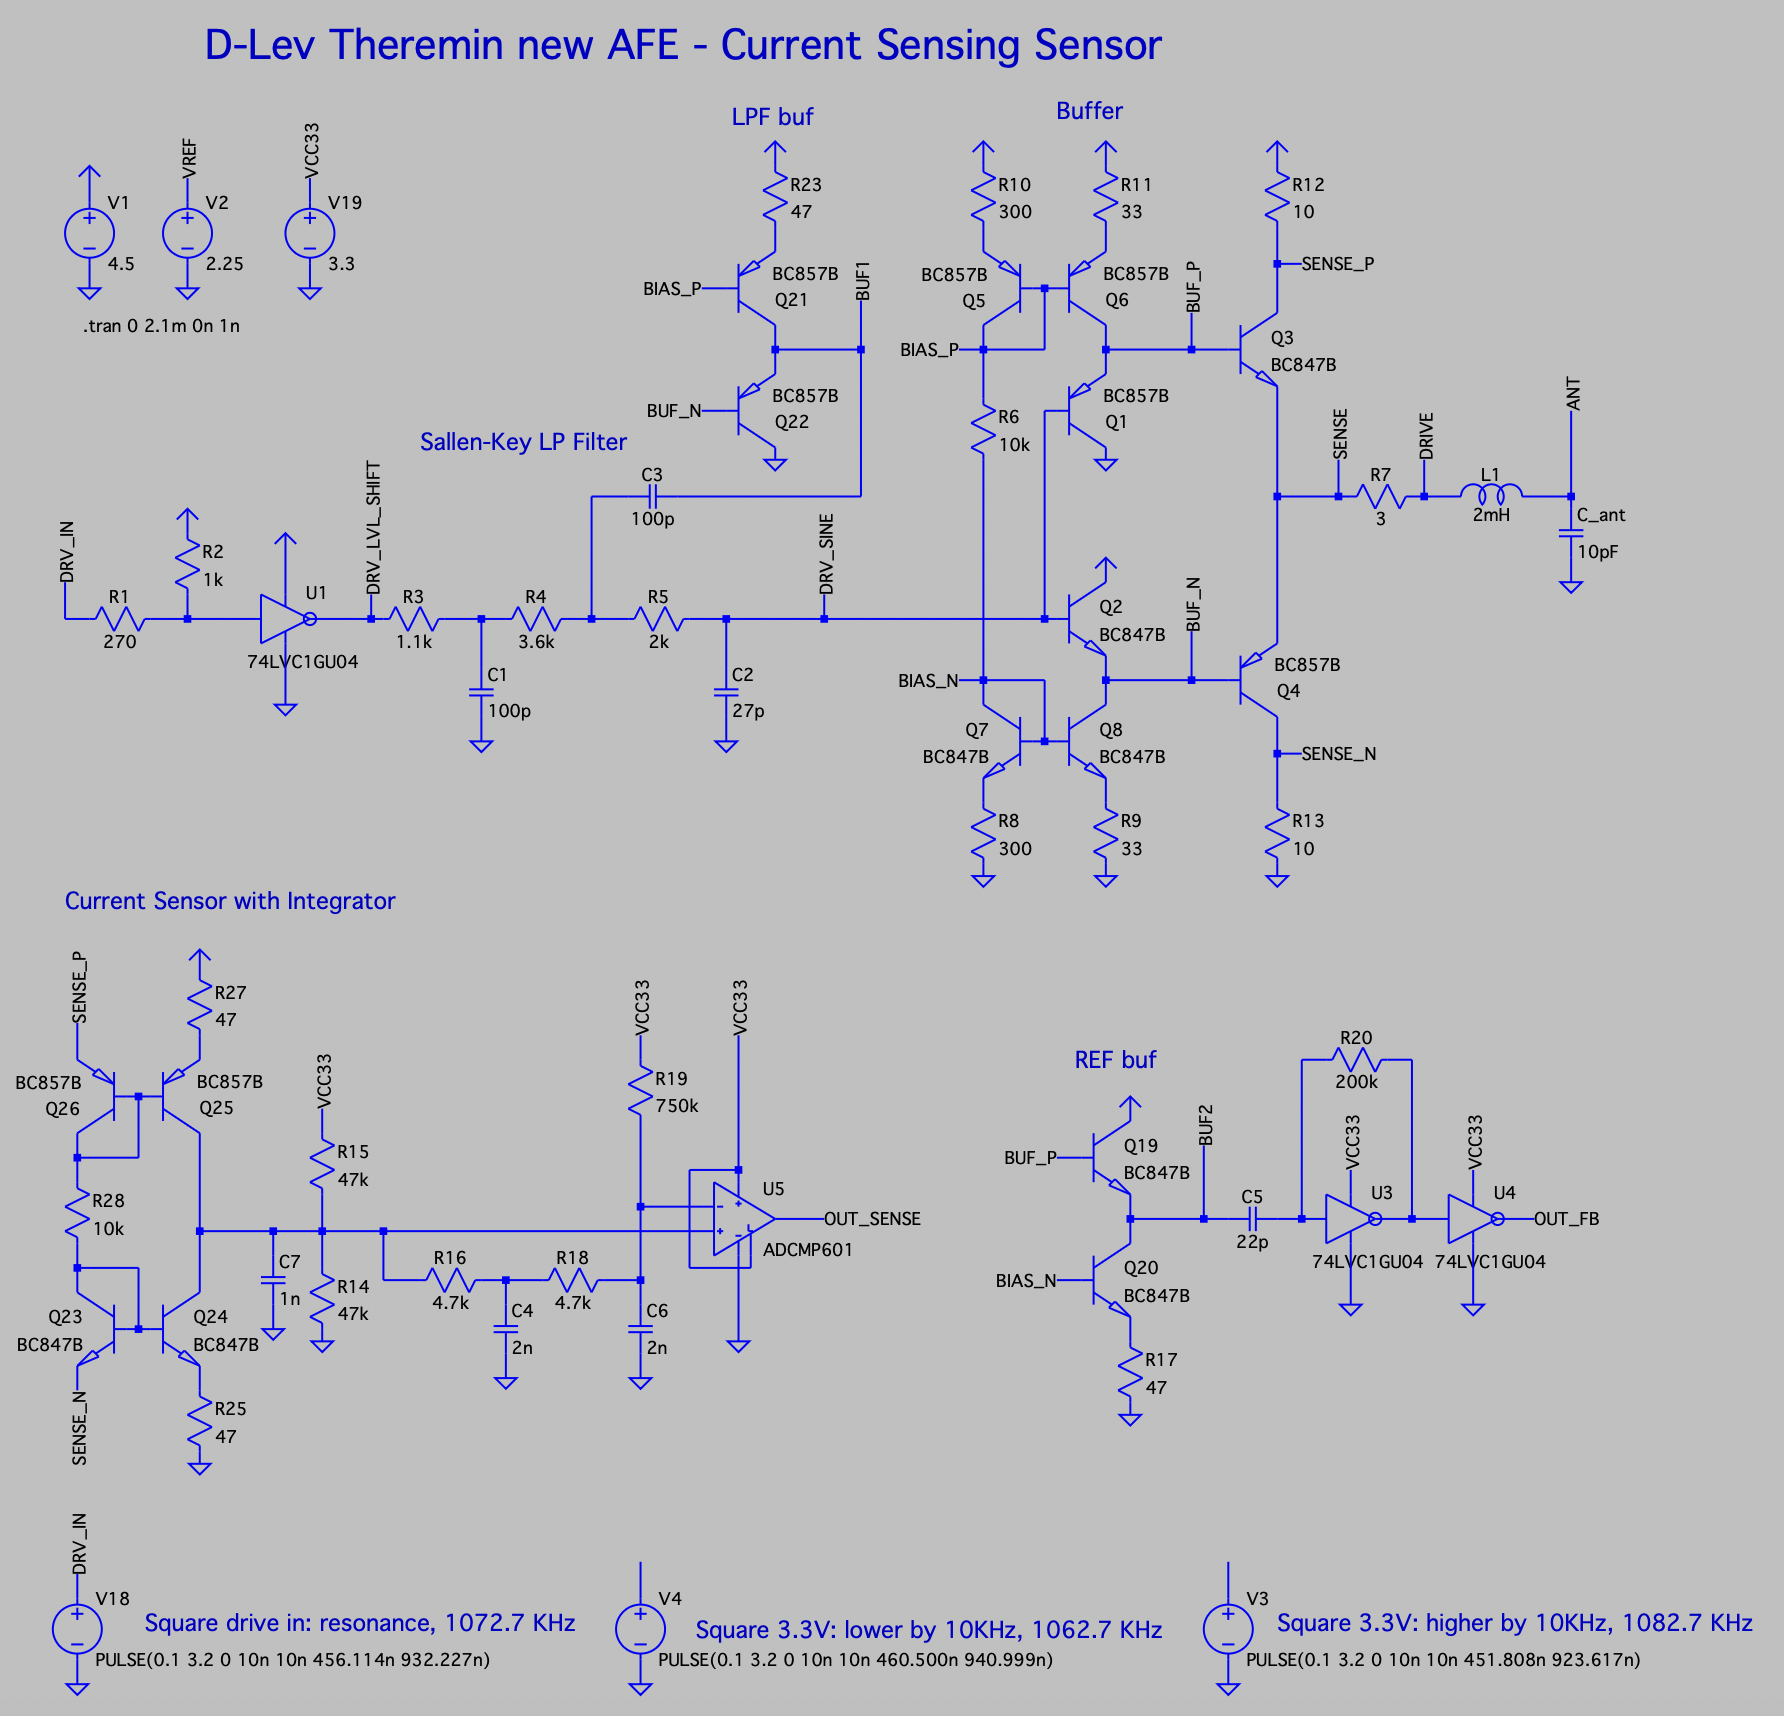 D-Lev Theremin new AFE - Current Sensing Sensor
LPF buf
Buffer
VREF
VCC33
V1
4.5
V2
2.25
V19
3.3
.tran 0 2.1m 0n 1n
R23
47
BIAS_P
BC857B
Q21
BUF1
BUF_N
BC857B
Q22
R10
300
R11
33
R12
10
SENSE_P
BC857B
Q5
BC857B
Q6
BUF_P
Q3
BC847B
BIAS_P
BC857B
Q1
R6
10k
SENSE
DRIVE
ANT
R7
3
L1
2mH
C_ant
10pF
Sallen-Key LP Filter
C3
100p
DRV_IN
R1
270
R2
1k
U1
74LVC1GU04
DRV_LVL_SHIFT
R3
1.1k
R4
3.6k
R5
2k
DRV_SINE
C1
100p
C2
27p
Q2
BC847B
BUF_N
BC857B
Q4
BIAS_N
Q7
BC847B
Q8
BC847B
SENSE_N
R8
300
R9
33
R13
10
Current Sensor with Integrator
SENSE_P
R27
47
BC857B
Q26
BC857B
Q25
VCC33
R15
47k
R28
10k
C7
1n
R14
47k
Q23
BC847B
Q24
BC847B
SENSE_N
R25
47
R16
4.7k
R18
4.7k
C4
2n
C6
2n
VCC33
R19
750k
VCC33
U5
ADCMP601
OUT_SENSE
REF buf
BUF_P
Q19
BC847B
BUF2
BIAS_N
Q20
BC847B
R17
47
C5
22p
R20
200k
VCC33
U3
74LVC1GU04
VCC33
U4
74LVC1GU04
OUT_FB
DRV_IN
V18
Square drive in: resonance, 1072.7 KHz
PULSE(0.1 3.2 0 10n 10n 456.114n 932.227n)
V4
Square 3.3V: lower by 10KHz, 1062.7 KHz
PULSE(0.1 3.2 0 10n 10n 460.500n 940.999n)
V3
Square 3.3V: higher by 10KHz, 1082.7 KHz
PULSE(0.1 3.2 0 10n 10n 451.808n 923.617n)